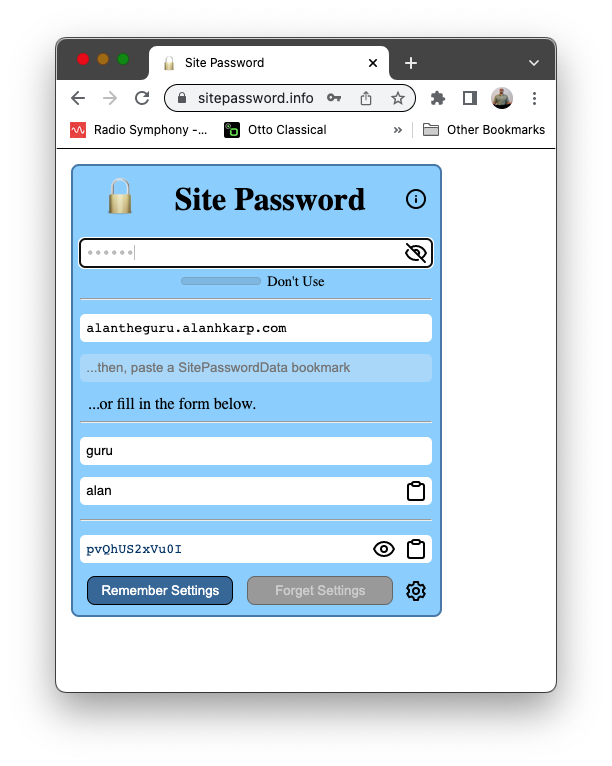 Site Password
sitepassword.info
Radio Symphony -...
Otto Classical
»
Other Bookmarks
Site Password
••••••
Don't Use
alantheguru.alanhkarp.com
...then, paste a SitePasswordData bookmark
...or fill in the form below.
guru
alan
pvQhUS2xVu0I
Remember Settings
Forget Settings